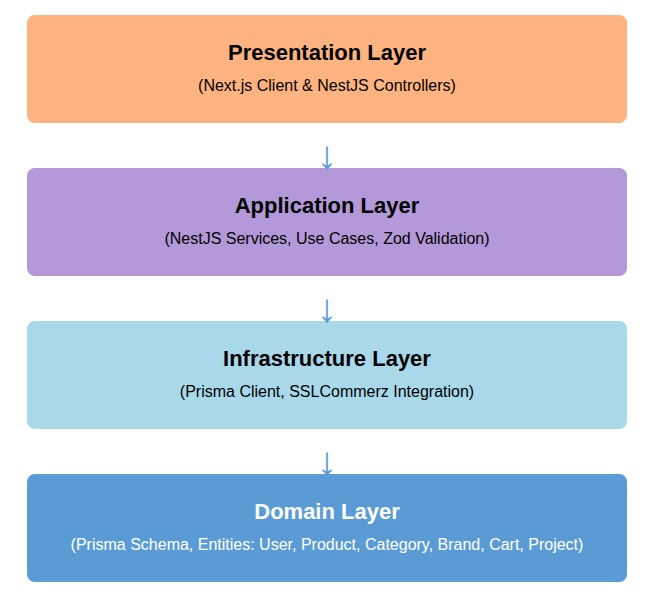 Presentation Layer
(Next.js Client & NestJS Controllers)
Application Layer
(NestJS Services, Use Cases, Zod Validation)
Infrastructure Layer
(Prisma Client, SSLCommerz Integration)
Domain Layer
(Prisma Schema, Entities: User, Product, Category, Brand, Cart, Project)